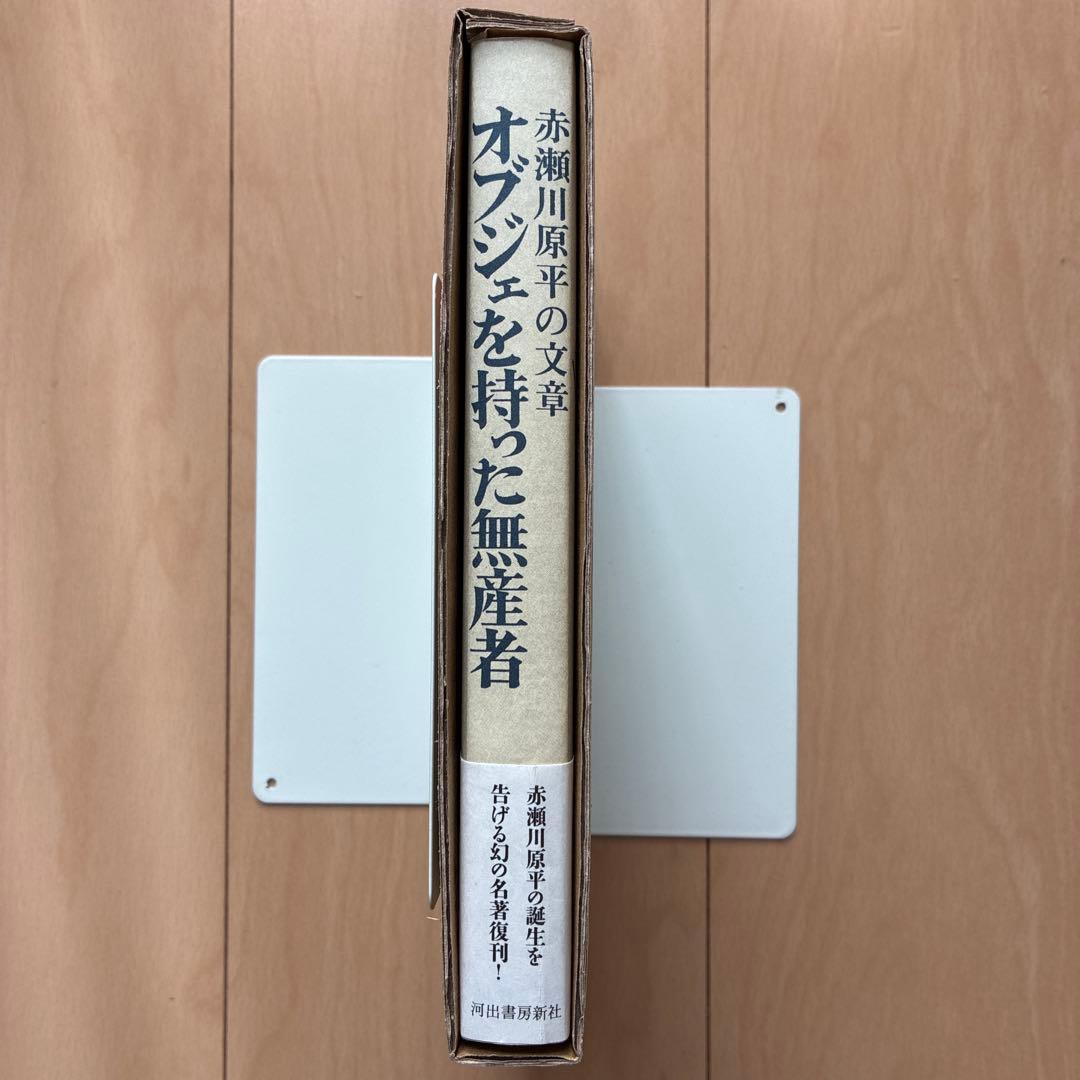 赤瀬川原平の文章
オブジェを持った無産者
赤瀬川原平の誕生を
告げる幻の名著復刊！
河出書房新社